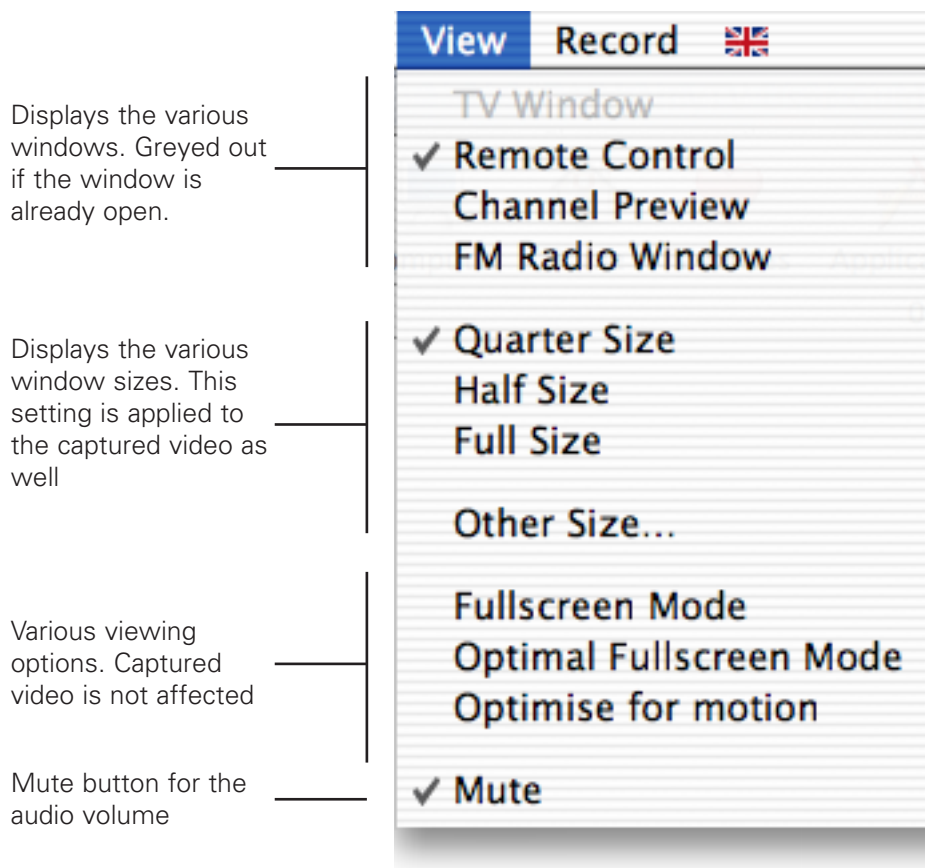 View Record
Displays the various
windows. Greyed out
if the window is
already open.
TV Window
Remote Control
Channel Preview
FM Radio Window
Displays the various
window sizes. This
setting is applied to
the captured video as
well
Quarter Size
Half Size
Full Size
Other Size...
Various viewing
options. Captured
video is not affected
Fullscreen Mode
Optimal Fullscreen Mode
Optimise for motion
Mute button for the
audio volume
Mute